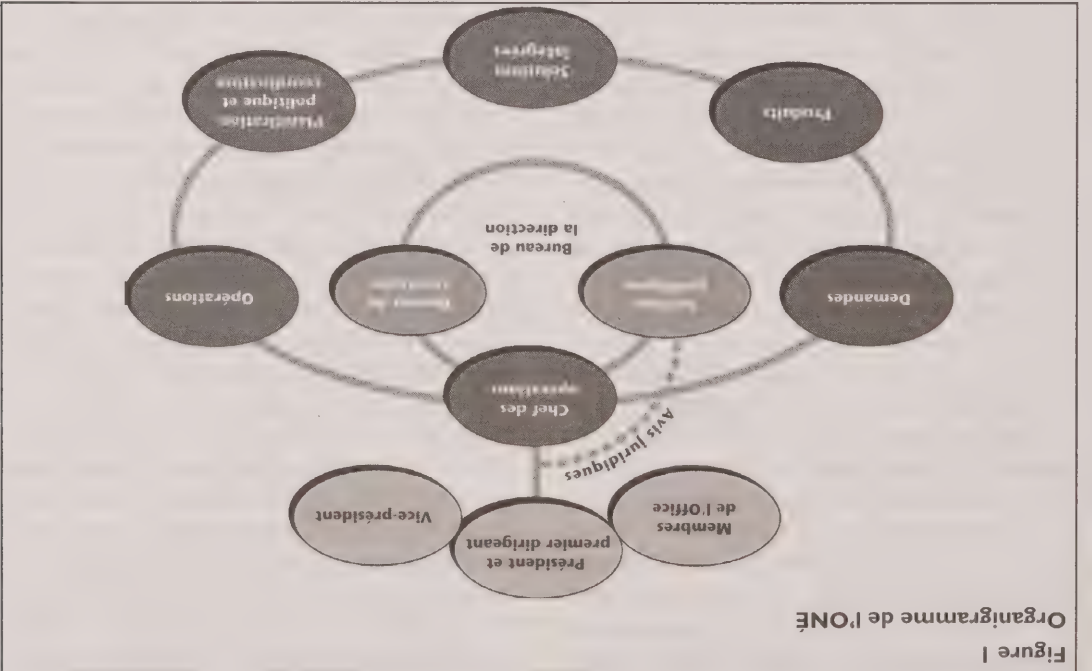 Figure 1
Organigramme de l'ONÉ
Président et
premier dirigeant
Membres
de l'Office
Vice-président
Avis juridiques
Chef des
opérations
Demandes
Opérations
Bureau de
la direction
Produits
Planification,
politique et
coordination
Solutions
intégrées